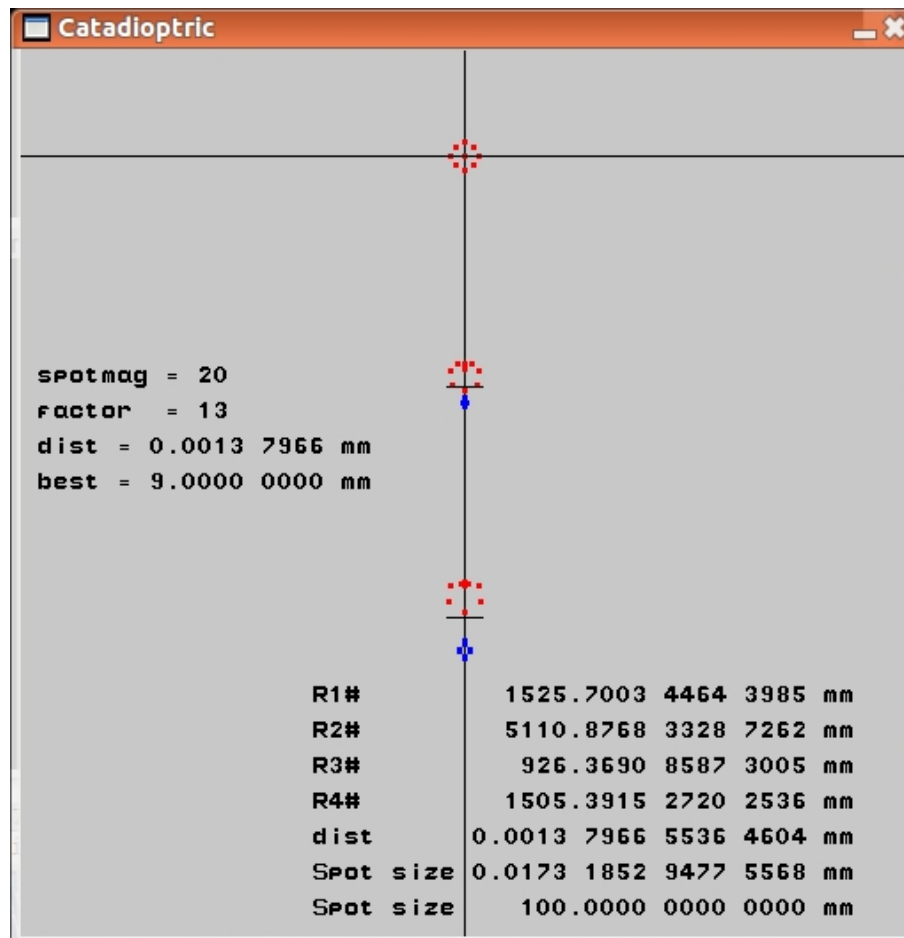 Catadioptric
spotmag = 20
factor = 13
dist = 0.0013 7966 mm
best = 9.0000 0000 mm
R1# 1525.7003 4464 3985 mm
R2# 5110.8768 3328 7262 mm
R3# 926.3690 8587 3005 mm
R4# 1505.3915 2720 2536 mm
dist 0.0013 7966 5536 4604 mm
Spot size 0.0173 1852 9477 5568 mm
Spot size 100.0000 0000 0000 mm